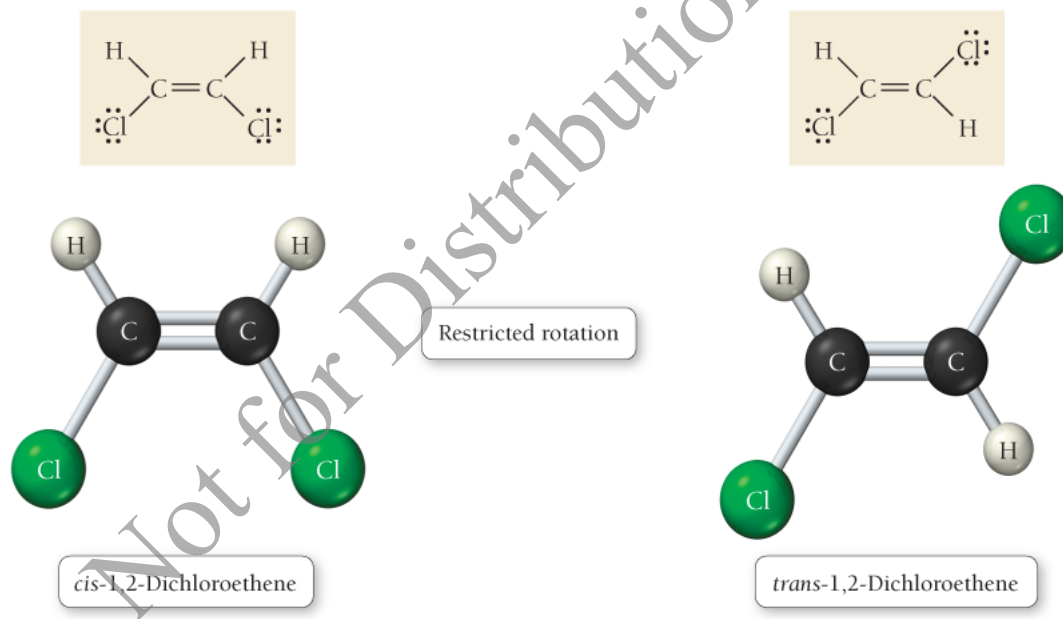 H H
C=C
:Cl Cl:
H Cl:
C=C
:Cl H
H H
C C
Cl Cl
Restricted rotation
Cl
H
C C
H
Cl
cis-1,2-Dichloroethene
trans-1,2-Dichloroethene
Not for Distribution